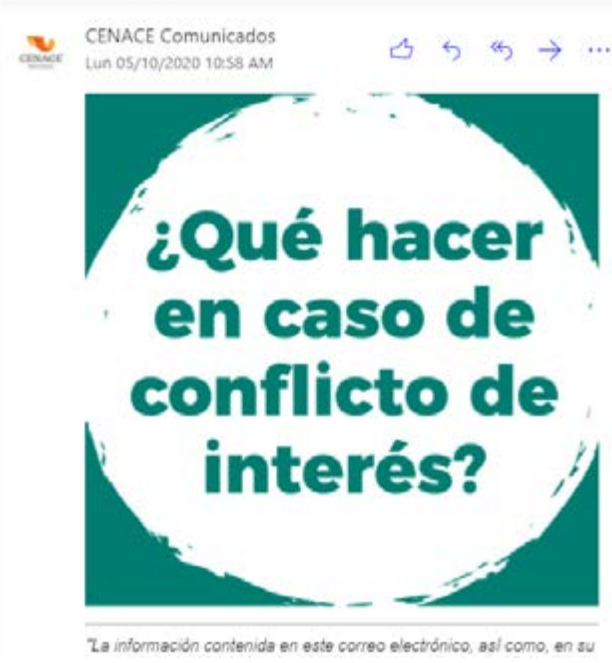 CENACE Comunicados
CENACE
Lun 05/10/2020 10:58 AM
¿Qué hacer
en caso de
conflicto de
interés?
"La información contenida en este correo electrónico, así como, en su